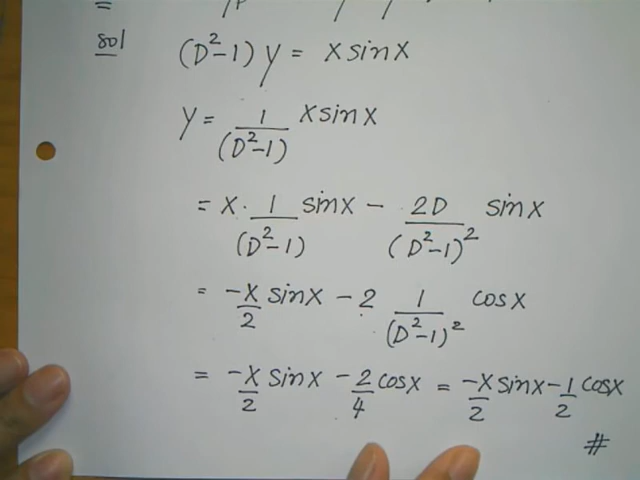 sol (D²-1) y = x sin x
y = 1/(D²-1) x sin x
= x · 1/(D²-1) sin x - 2D/(D²-1)² sin x
= -x/2 sin x - 2 1/(D²-1)² cos x
= -x/2 sin x - 2/4 cos x = -x/2 sin x - 1/2 cos x
#